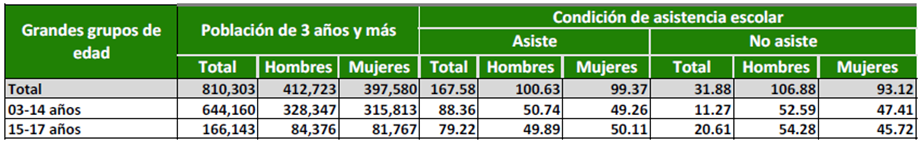 Grandes grupos de edad Población de 3 años y más Condición de asistencia escolar
Asiste No asiste
Total Hombres Mujeres Total Hombres Mujeres Total Hombres Mujeres
Total 810,303 412,723 397,580 167.58 100.63 99.37 31.88 106.88 93.12
03-14 años 644,160 328,347 315,813 88.36 50.74 49.26 11.27 52.59 47.41
15-17 años 166,143 84,376 81,767 79.22 49.89 50.11 20.61 54.28 45.72